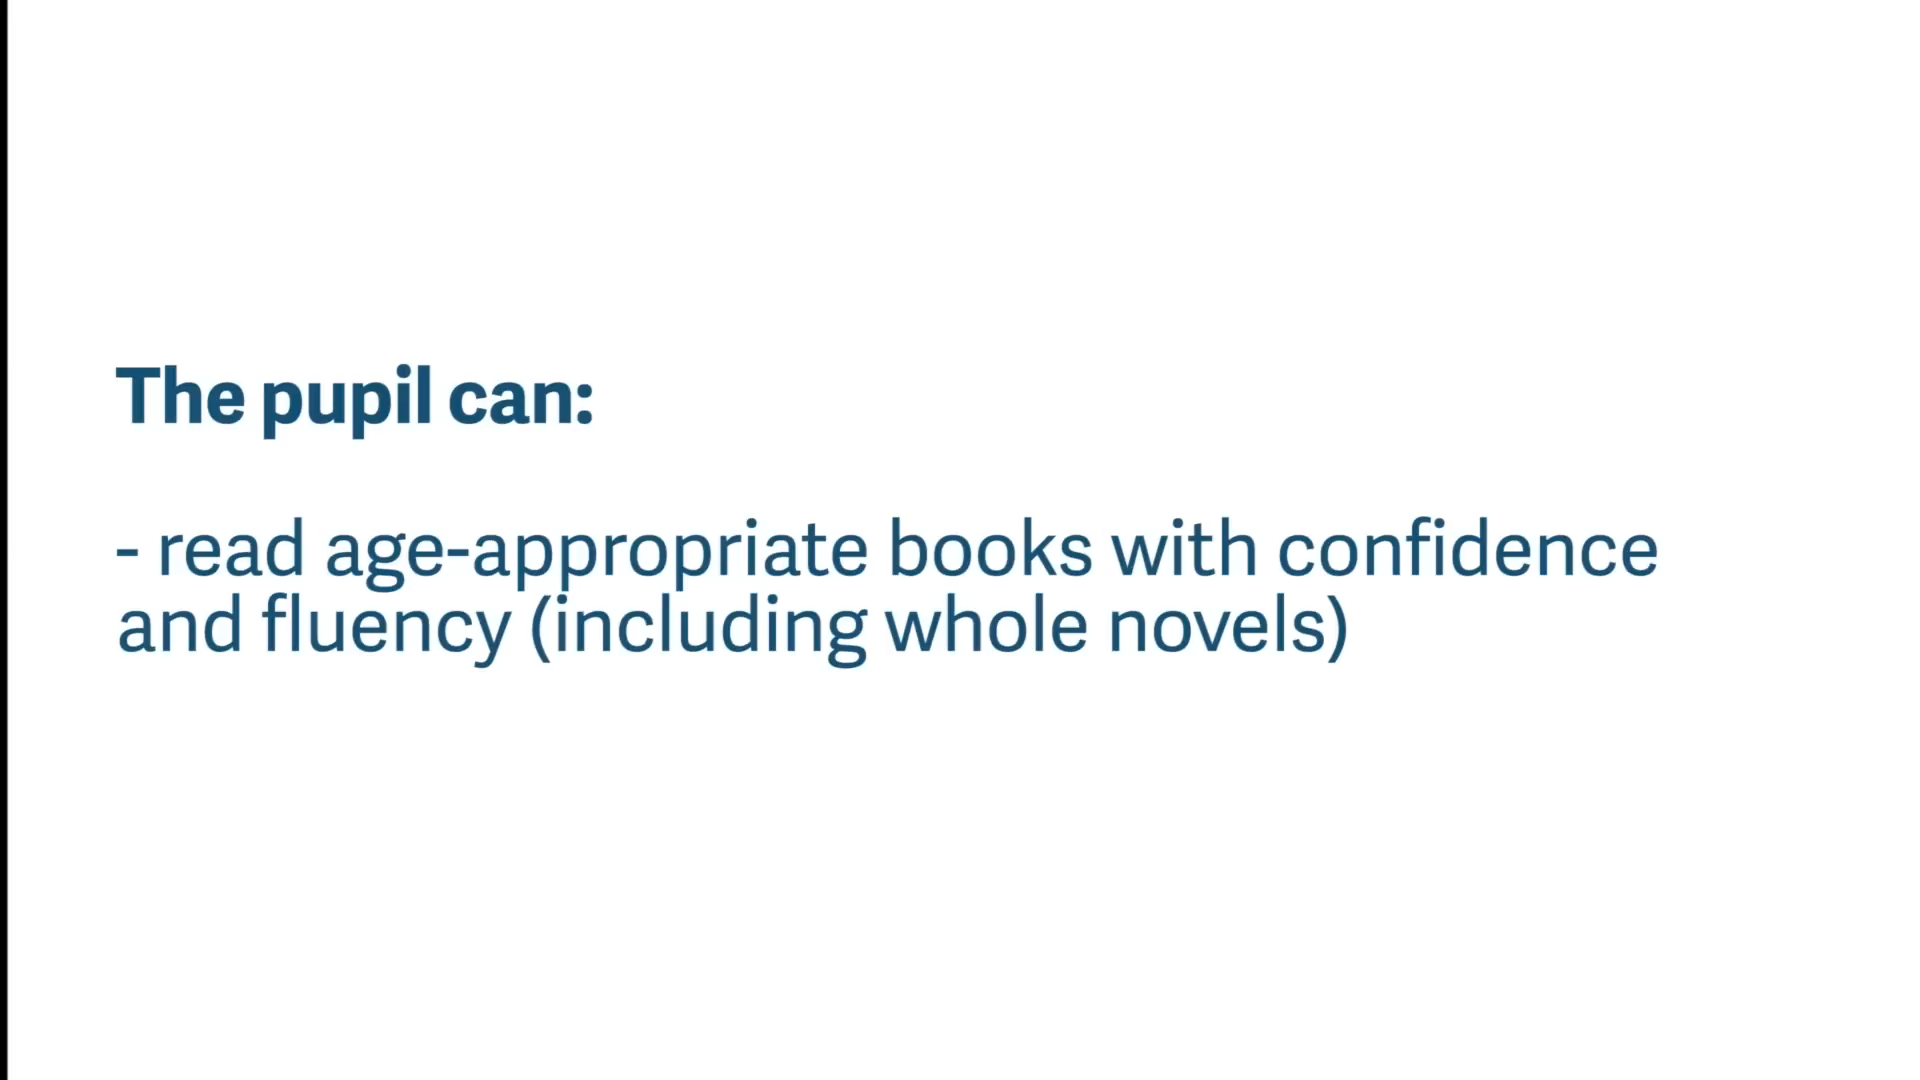 The pupil can:
- read age-appropriate books with confidence
and fluency (including whole novels)